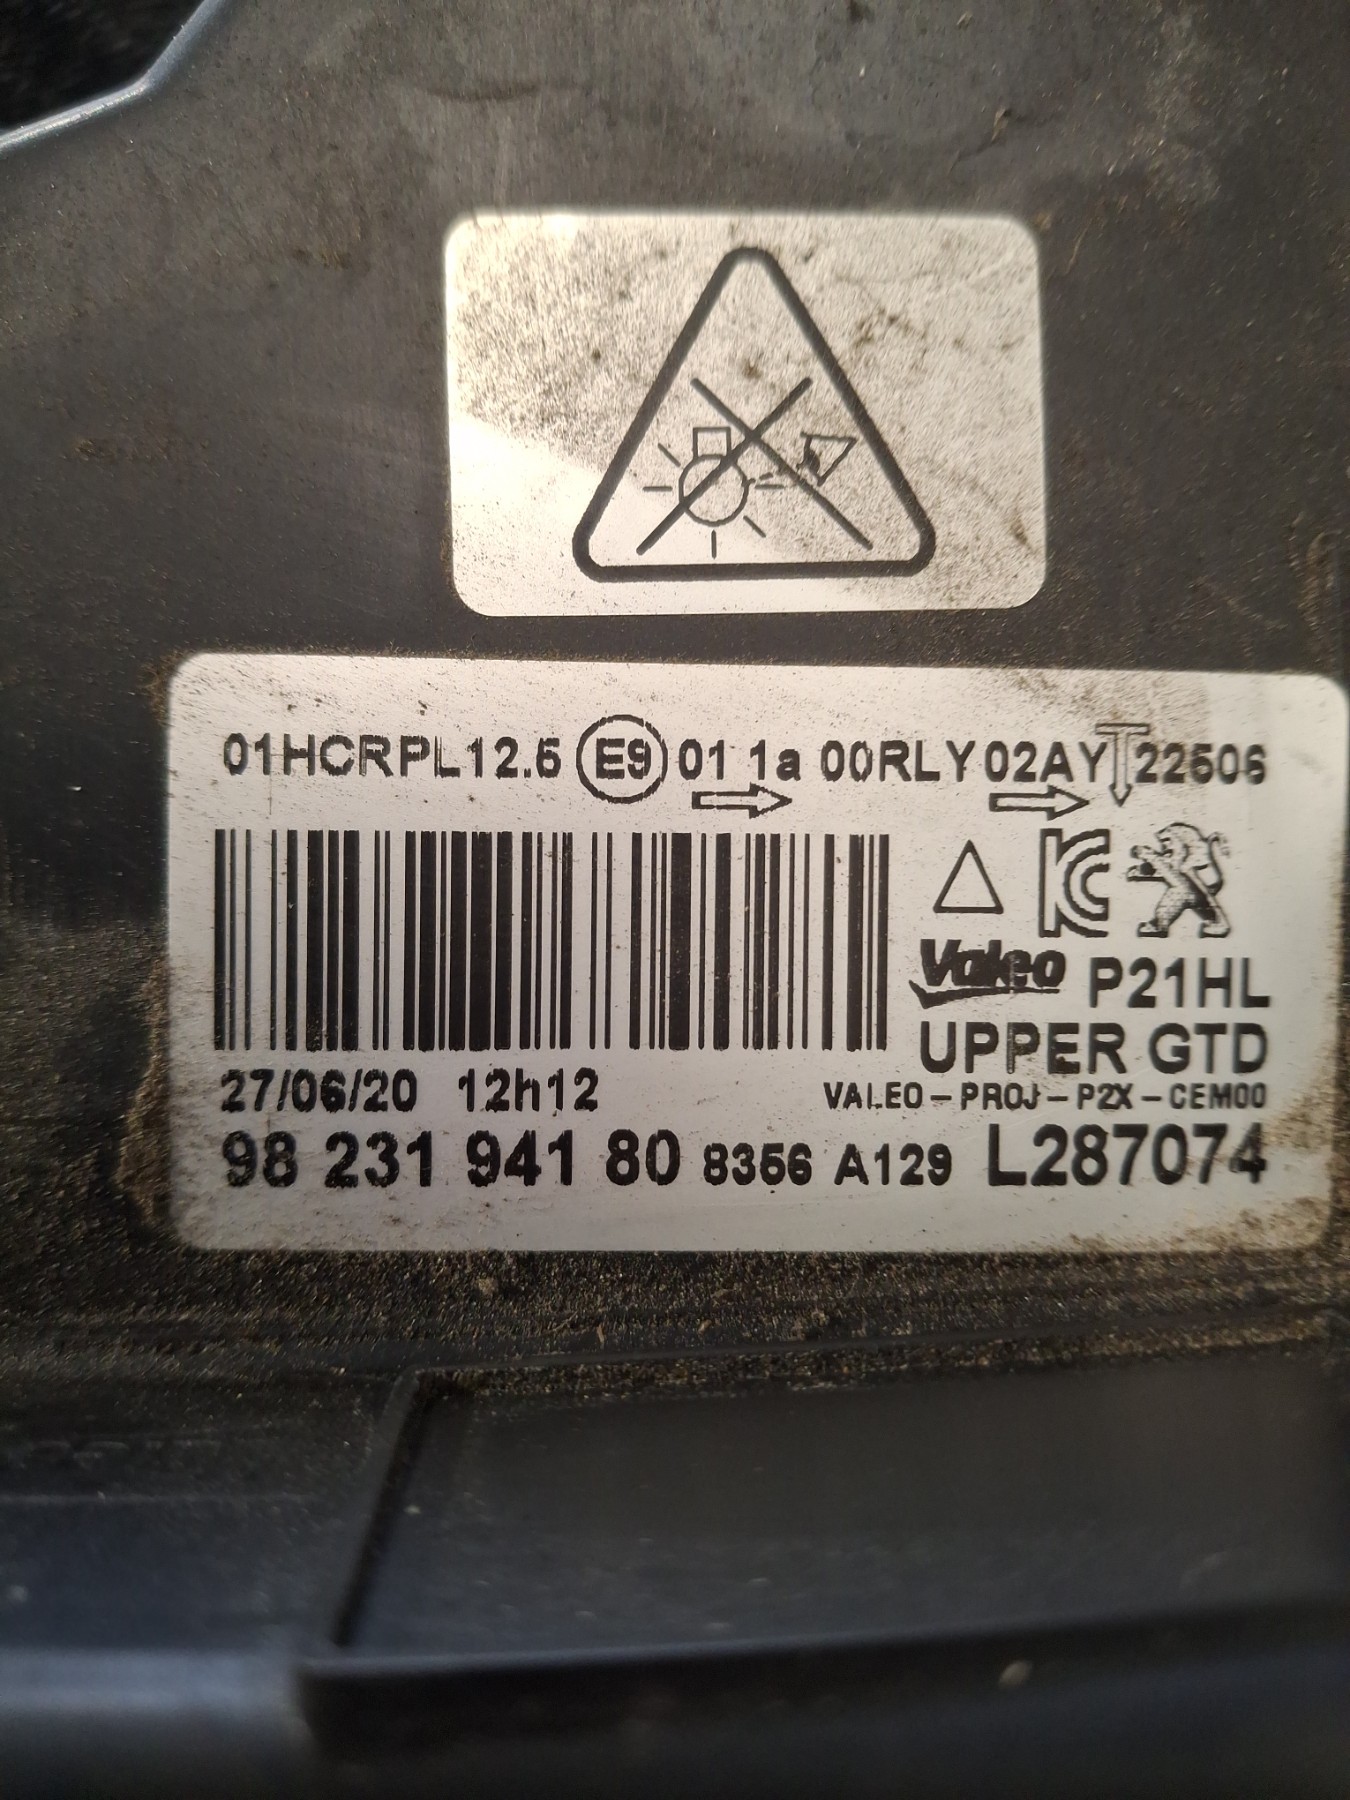 01HCRPL12.5 E9 01 1a 00RLY 02AY 22506
KC
Valeo P21HL
UPPER GTD
27/06/20 12h12 VALEO-PROJ-P2X-CEM00
98 231 941 80 8356 A129 L287074